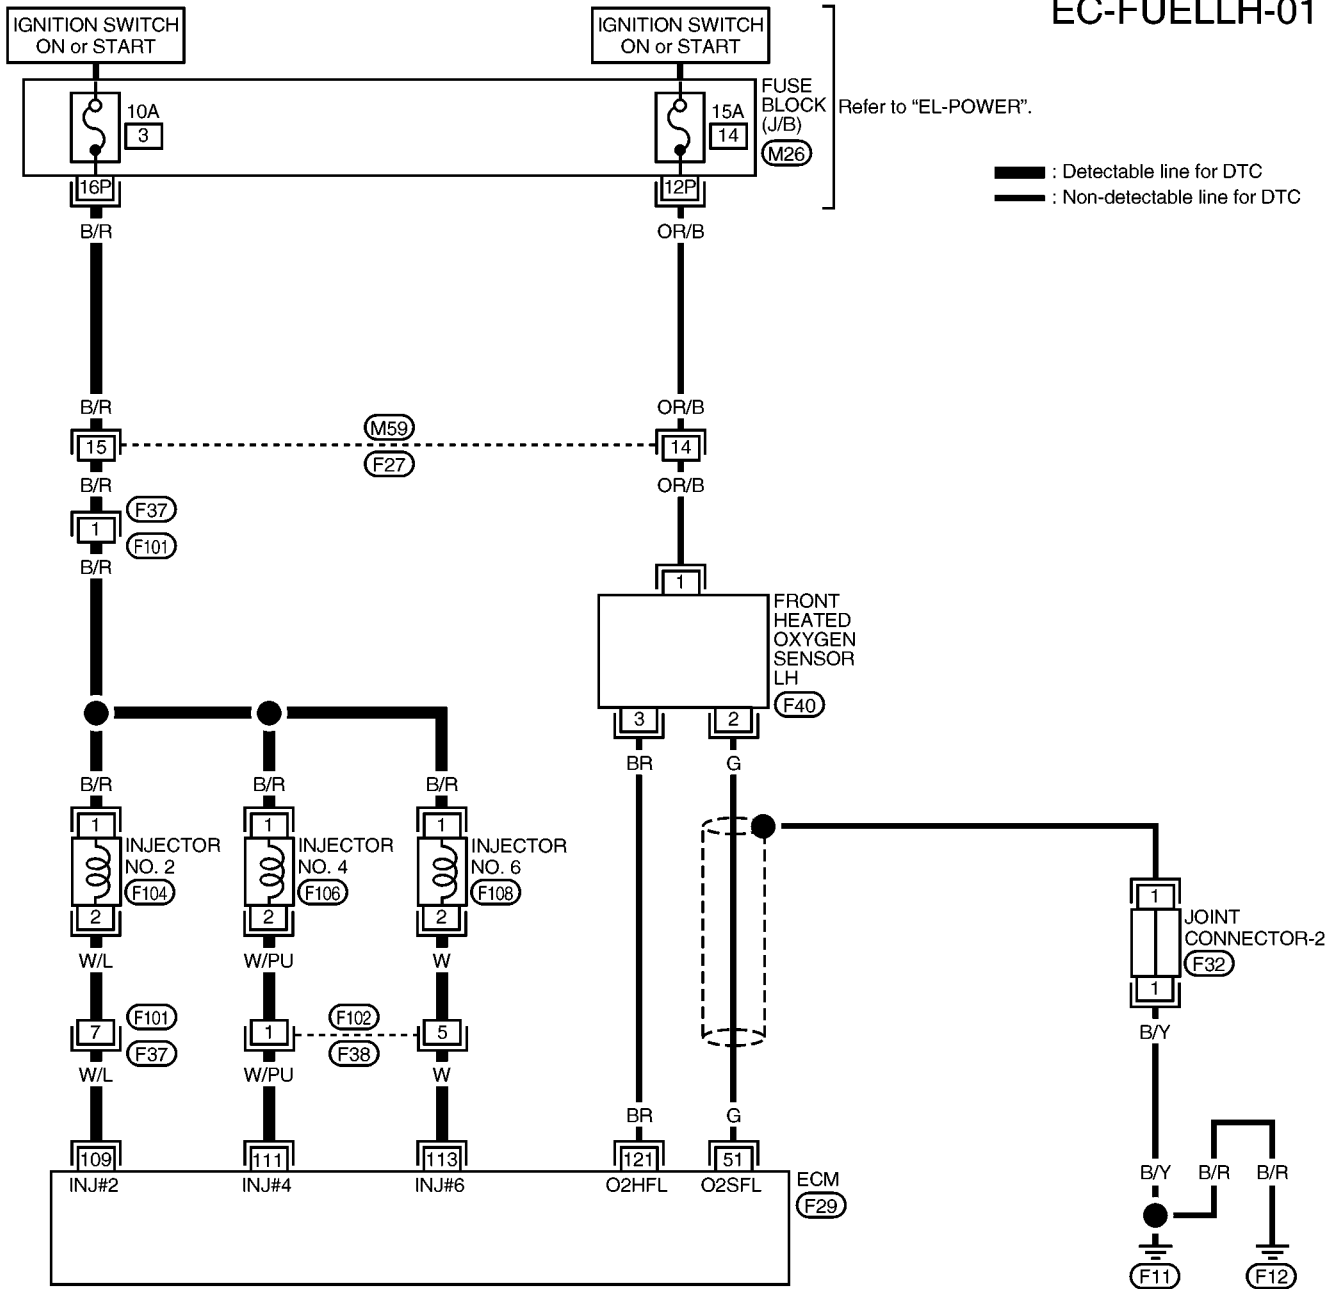 EC-FUELLH-01
IGNITION SWITCH
ON or START
IGNITION SWITCH
ON or START
10A
3
15A
14
FUSE
BLOCK
(J/B)
M26
Refer to “EL-POWER”.
: Detectable line for DTC
: Non-detectable line for DTC
16P
12P
B/R
OR/B
B/R
OR/B
15
M59
F27
14
B/R
OR/B
1
F37
F101
B/R
1
FRONT
HEATED
OXYGEN
SENSOR
LH
F40
3
2
BR
G
B/R
B/R
B/R
1
INJECTOR
NO. 2
F104
2
1
INJECTOR
NO. 4
F106
2
1
INJECTOR
NO. 6
F108
2
1
JOINT
CONNECTOR-2
F32
1
W/L
W/PU
W
7
F101
F37
1
F102
F38
5
B/Y
W/L
W/PU
W
BR
G
109
111
113
121
51
INJ#2
INJ#4
INJ#6
O2HFL
O2SFL
ECM
F29
B/Y
B/R
B/R
F11
F12